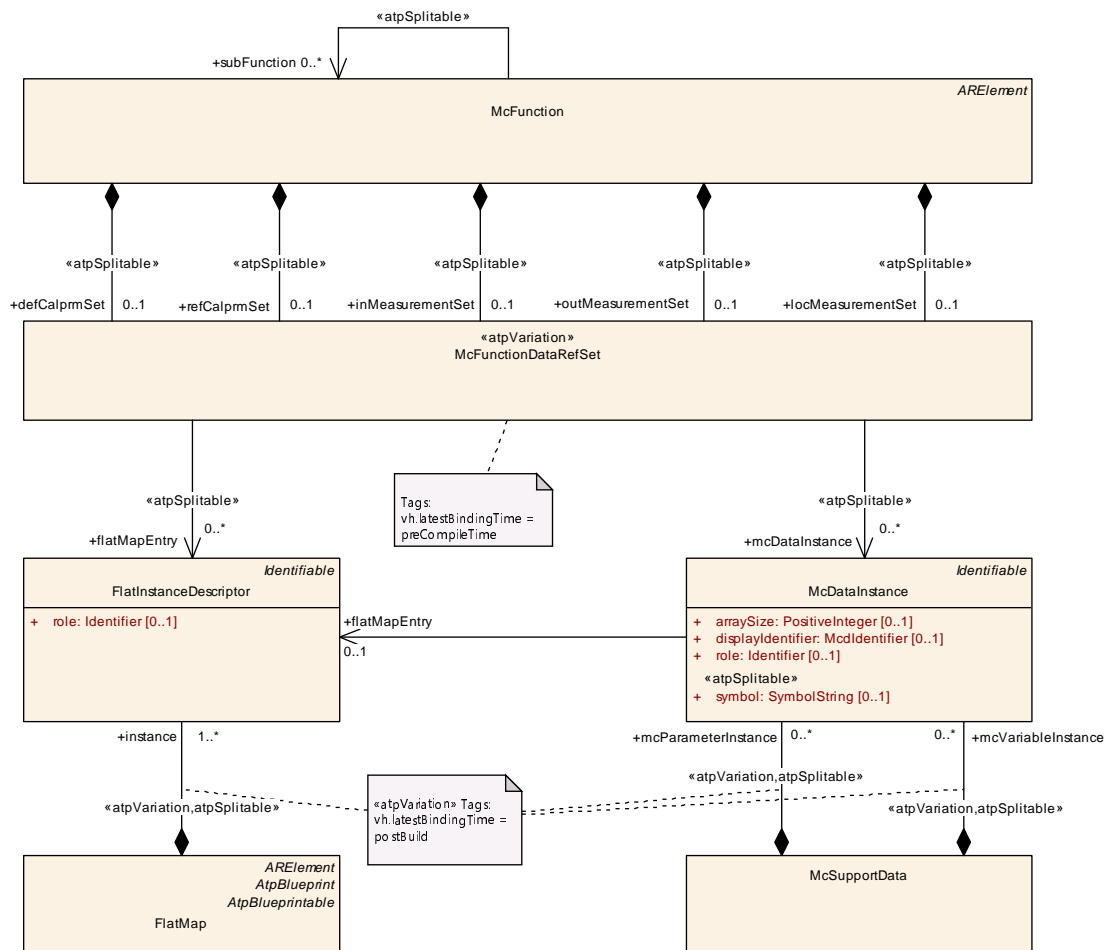 «atpSplitable»
+subFunction 0..*
ARElement
McFunction
«atpSplitable» «atpSplitable» «atpSplitable» «atpSplitable» «atpSplitable»
+defCalprmSet 0..1 +refCalprmSet 0..1 +inMeasurementSet 0..1 +outMeasurementSet 0..1 +locMeasurementSet 0..1
«atpVariation»
McFunctionDataRefSet
Tags:
vh.latestBindingTime =
preCompileTime
«atpSplitable»
0..*
+flatMapEntry
«atpSplitable»
0..*
+mcDataInstance
Identifiable
FlatInstanceDescriptor
+ role: Identifier [0..1]
+flatMapEntry
0..1
Identifiable
McDataInstance
+ arraySize: PositiveInteger [0..1]
+ displayIdentifier: McdIdentifier [0..1]
+ role: Identifier [0..1]
«atpSplitable»
+ symbol: SymbolString [0..1]
+instance 1..*
+mcParameterInstance 0..*
0..* +mcVariableInstance
«atpVariation,atpSplitable»
«atpVariation» Tags:
vh.latestBindingTime =
postBuild
«atpVariation,atpSplitable»
«atpVariation,atpSplitable»
ARElement
AtpBlueprint
AtpBlueprintable
FlatMap
McSupportData